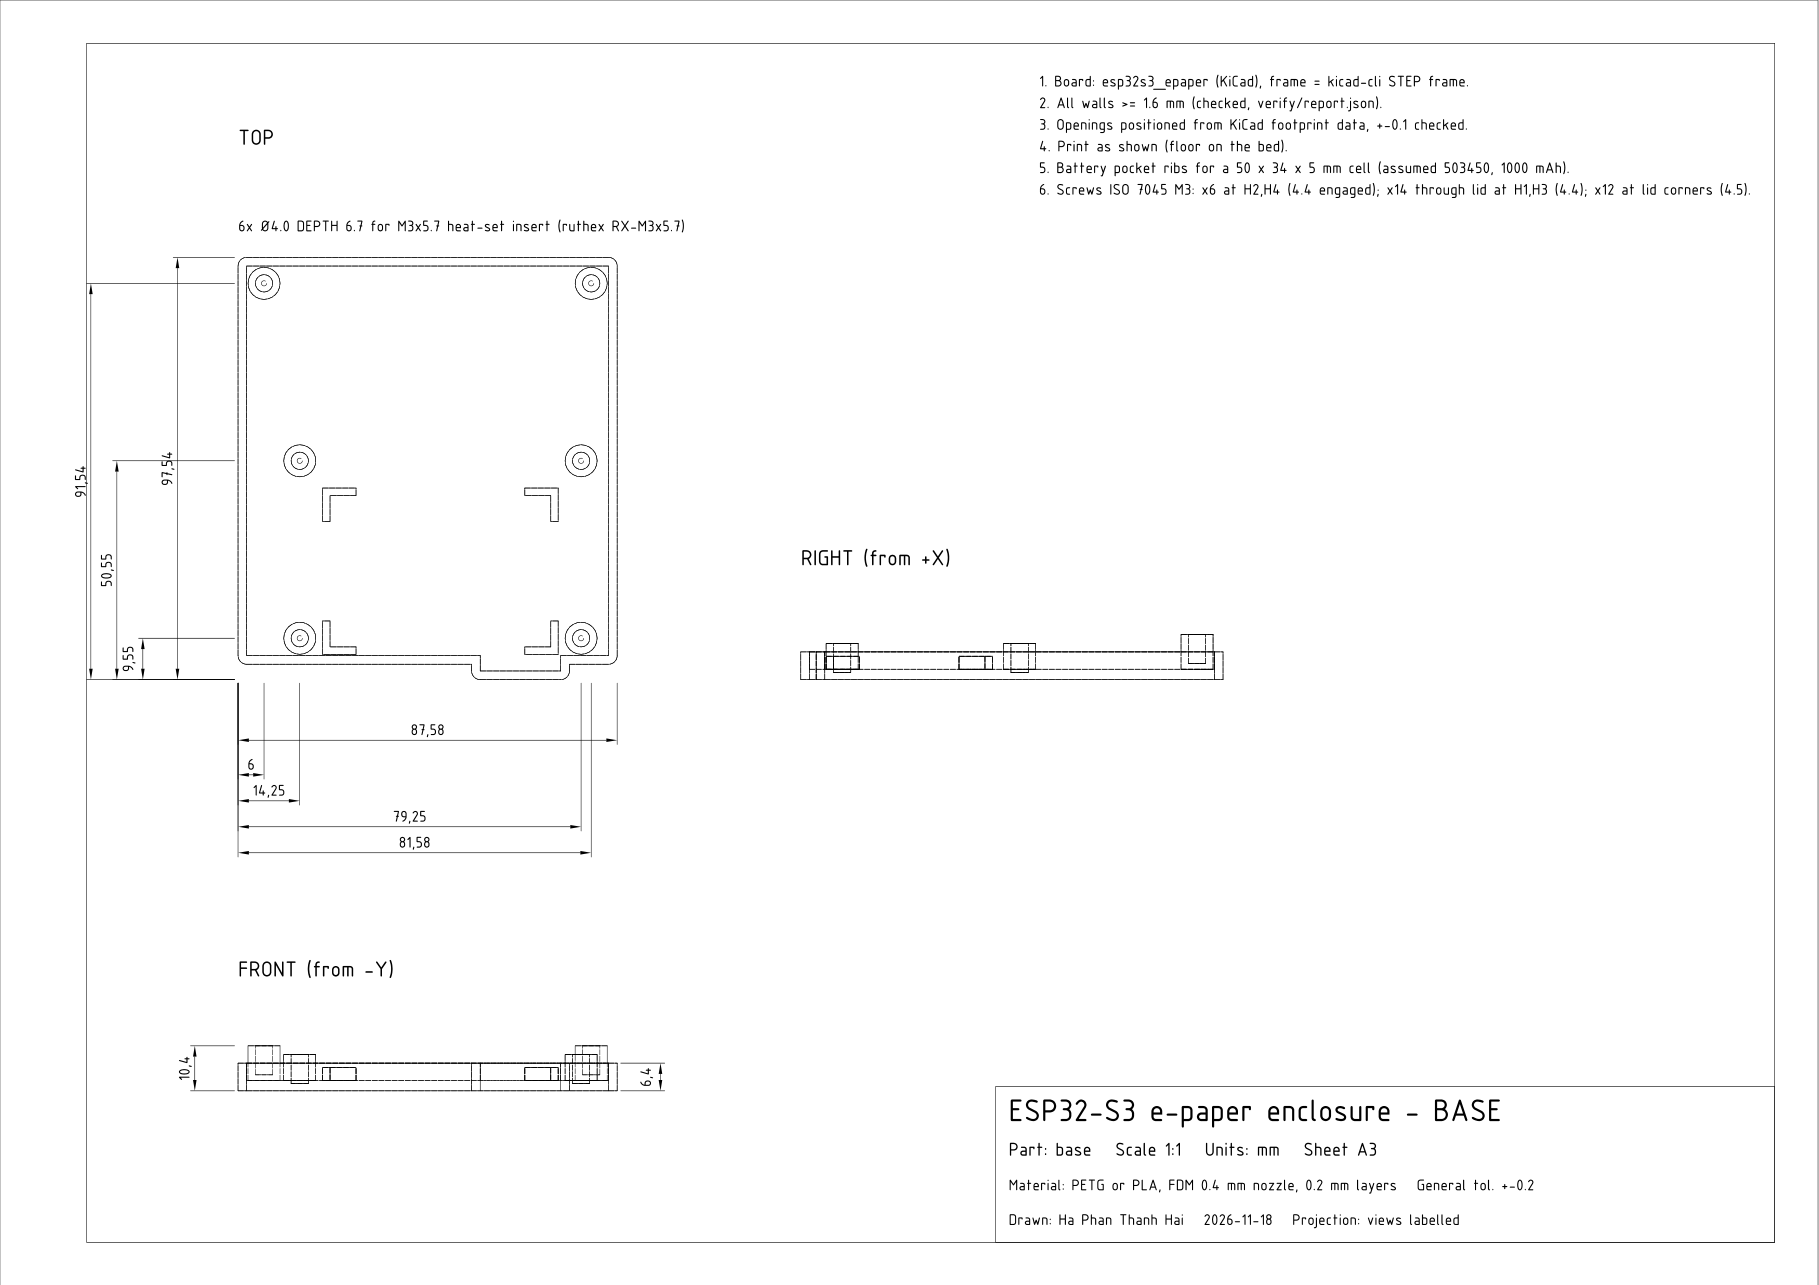 1. Board: esp32s3_epaper (KiCad), frame = kicad-cli STEP frame.
2. All walls >= 1.6 mm (checked, verify/report.json).
3. Openings positioned from KiCad footprint data, +-0.1 checked.
4. Print as shown (floor on the bed).
5. Battery pocket ribs for a 50 x 34 x 5 mm cell (assumed 503450, 1000 mAh).
6. Screws ISO 7045 M3: x6 at H2,H4 (4.4 engaged); x14 through lid at H1,H3 (4.4); x12 at lid corners (4.5).
TOP
6x Ø4.0 DEPTH 6.7 for M3x5.7 heat-set insert (ruthex RX-M3x5.7)
91,54
97,54
50,55
9,55
87,58
6
14,25
79,25
81,58
RIGHT (from +X)
FRONT (from -Y)
10,4
6,4
ESP32-S3 e-paper enclosure - BASE
Part: base Scale 1:1 Units: mm Sheet A3
Material: PETG or PLA, FDM 0.4 mm nozzle, 0.2 mm layers General tol. +-0.2
Drawn: Ha Phan Thanh Hai 2026-11-18 Projection: views labelled